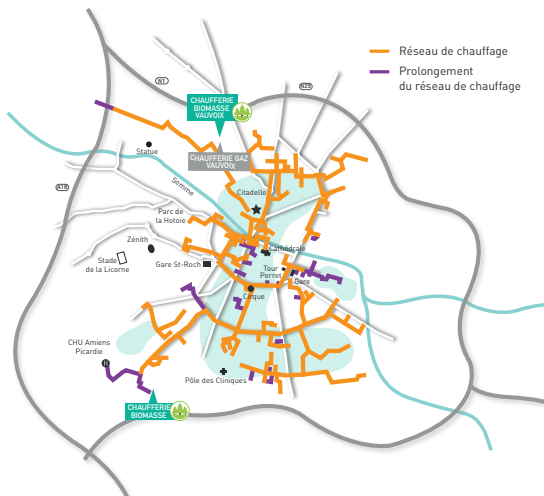 Réseau de chauffage
Prolongement
du réseau de chauffage
N1
N25
CHAUFFERIE
BIOMASSE
VAUVOIX
Statue
CHAUFFERIE GAZ
VAUVOIX
A18
Somme
Citadelle
Parc de
la Hotoie
Zénith
Cathédrale
Stade
de la Licorne
Gare St-Roch
Tour
Perret
Gare
Cirque
CHU Amiens
Picardie
H
Pôle des Cliniques
CHAUFFERIE
BIOMASSE